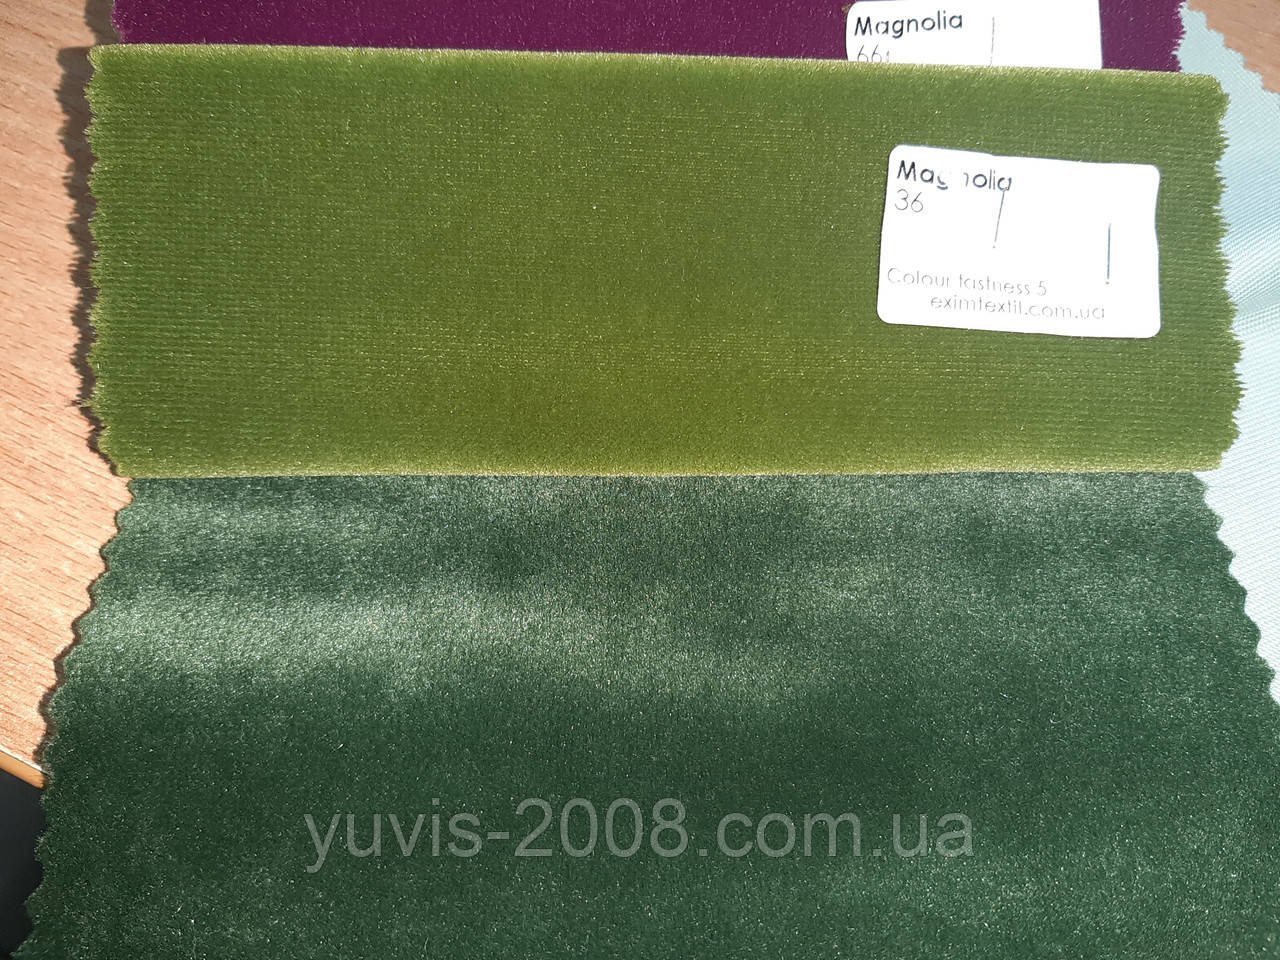 Magnolia
Magnolia
36
Colour fastness 5
eximtextil.com.ua
yuvis-2008.com.ua